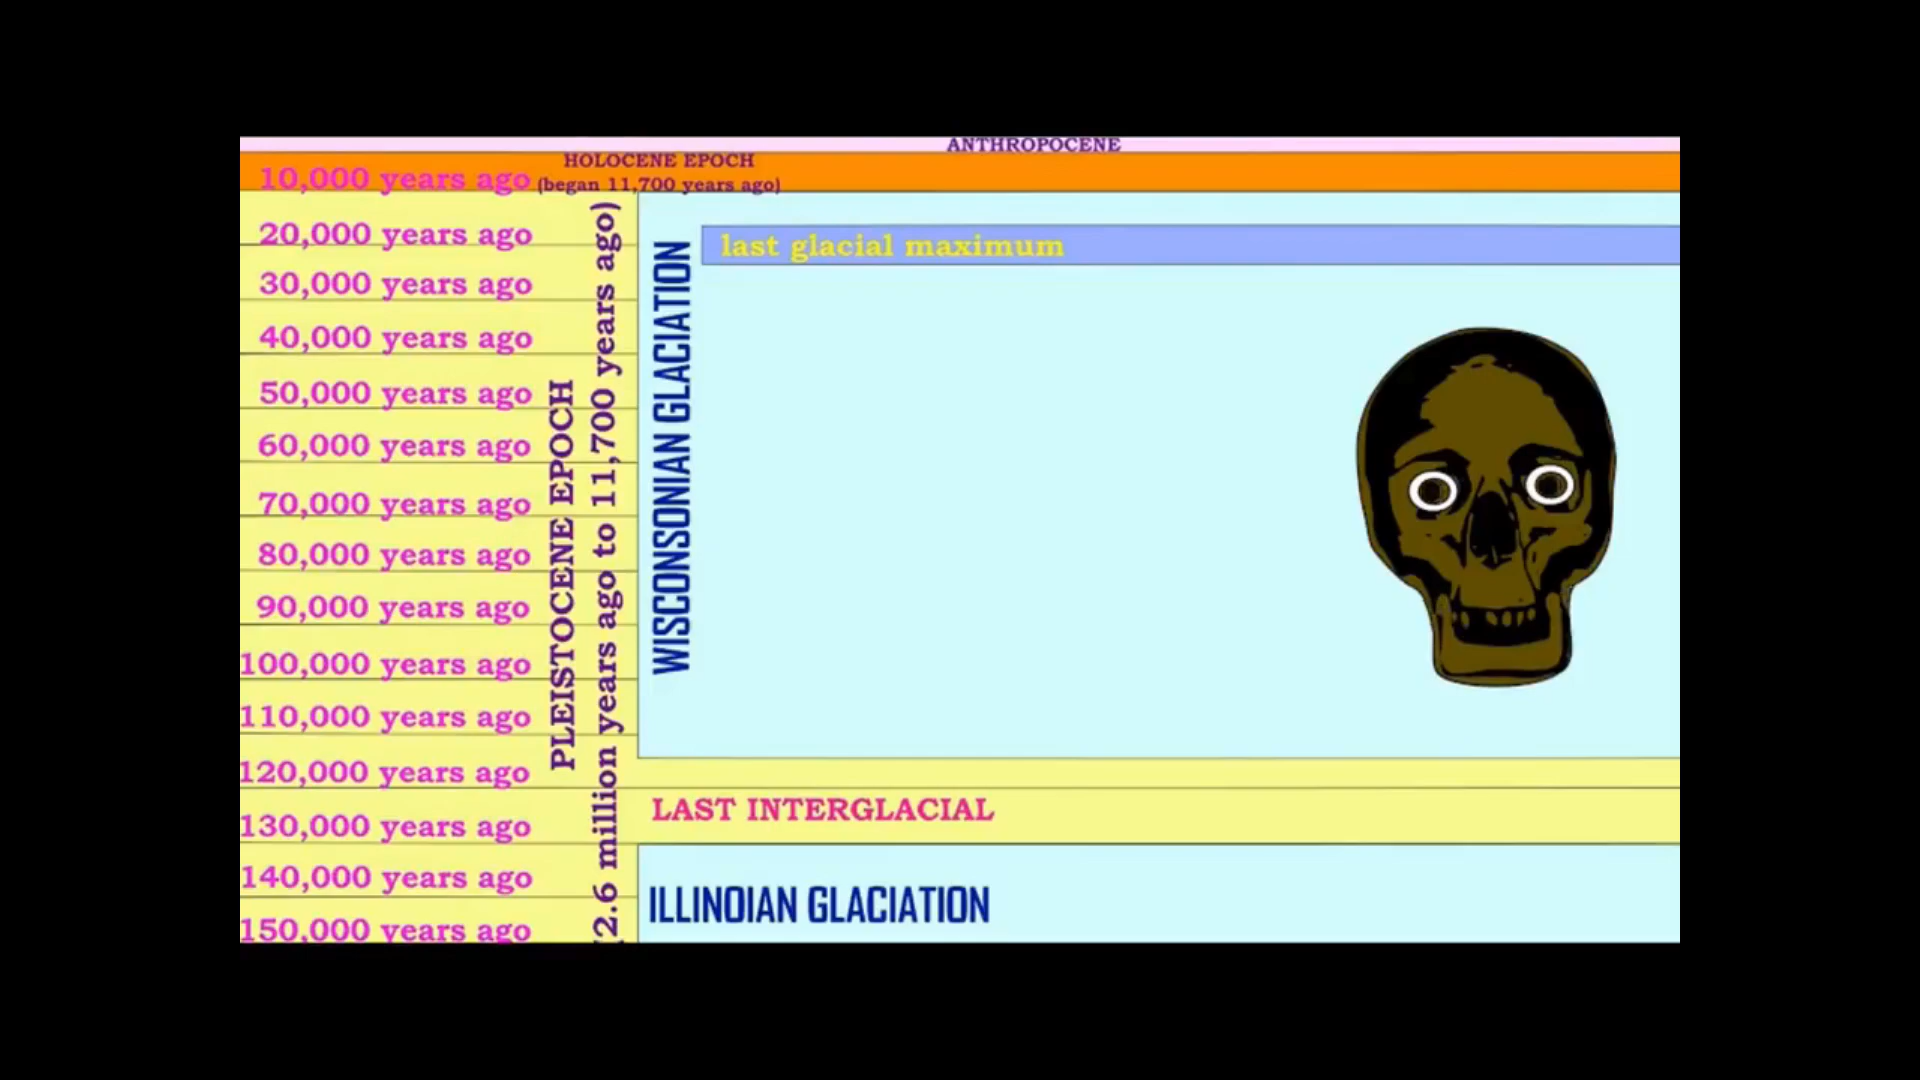 ANTHROPOCENE
HOLOCENE EPOCH
(began 11,700 years ago)
10,000 years ago
20,000 years ago
30,000 years ago
40,000 years ago
50,000 years ago
60,000 years ago
70,000 years ago
80,000 years ago
90,000 years ago
100,000 years ago
110,000 years ago
120,000 years ago
130,000 years ago
140,000 years ago
150,000 years ago
PLEISTOCENE EPOCH
(2.6 million years ago to 11,700 years ago)
WISCONSONIAN GLACIATION
last glacial maximum
LAST INTERGLACIAL
ILLINOIAN GLACIATION